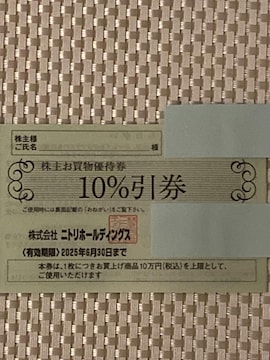 株主様
ご氏名
様
株主お買物優待券
10%引券
ご使用時には裏面記載の「おねがい」をご覧下さい。
株式会社 ニトリホールディングス
〈有効期限〉2025年6月30日まで
本券は、1枚につきお買上げ商品10万円(税込)を上限として、
ご使用いただけます